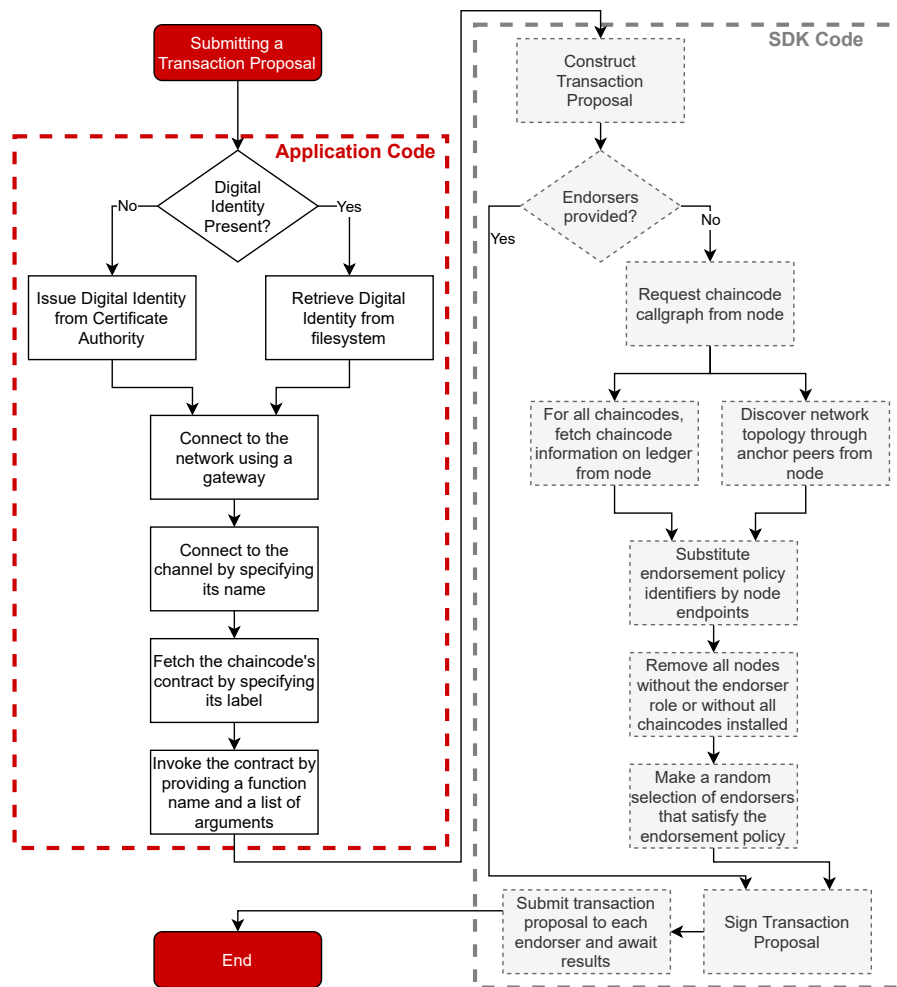 Submitting a
Transaction Proposal
Application Code
Digital
Identity
Present?
No
Yes
Issue Digital Identity
from Certificate
Authority
Retrieve Digital
Identity from
filesystem
Connect to the
network using a
gateway
Connect to the
channel by specifying
its name
Fetch the chaincode's
contract by specifying
its label
Invoke the contract by
providing a function
name and a list of
arguments
SDK Code
Construct
Transaction
Proposal
Endorsers
provided?
No
Yes
Request chaincode
callgraph from node
For all chaincodes,
fetch chaincode
information on ledger
from node
Discover network
topology through
anchor peers from
node
Substitute
endorsement policy
identifiers by node
endpoints
Remove all nodes
without the endorser
role or without all
chaincodes installed
Make a random
selection of endorsers
that satisfy the
endorsement policy
Sign Transaction
Proposal
Submit transaction
proposal to each
endorser and await
results
End